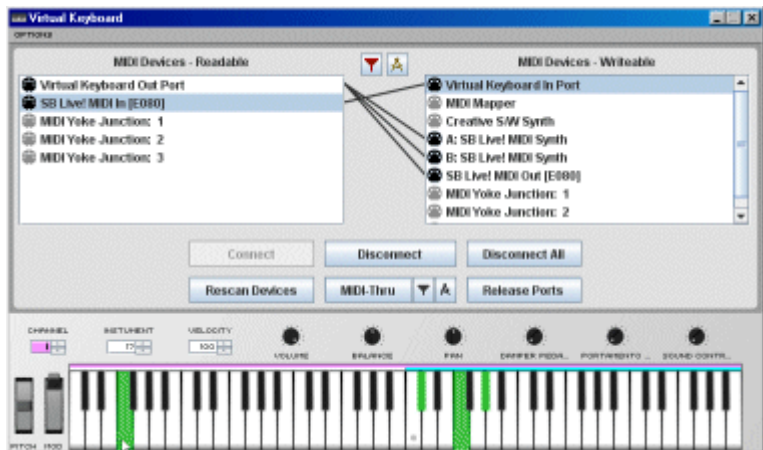 Virtual Keyboard
OPTIONS
MIDI Devices - Readable
MIDI Devices - Writeable
Virtual Keyboard Out Port
SB Live! MIDI In [E080]
MIDI Yoke Junction: 1
MIDI Yoke Junction: 2
MIDI Yoke Junction: 3
Virtual Keyboard In Port
MIDI Mapper
Creative S/W Synth
A: SB Live! MIDI Synth
B: SB Live! MIDI Synth
SB Live! MIDI Out [E080]
MIDI Yoke Junction: 1
MIDI Yoke Junction: 2
Connect
Disconnect
Disconnect All
Rescan Devices
MIDI-Thru
Release Ports
CHANNEL
INSTUMENT
VELOCITY
1
17
100
VOLUME
BALANCE
PAN
DAMPER PEDA...
PORTAMENTO ...
SOUND CONTR...
PITCH
MOD